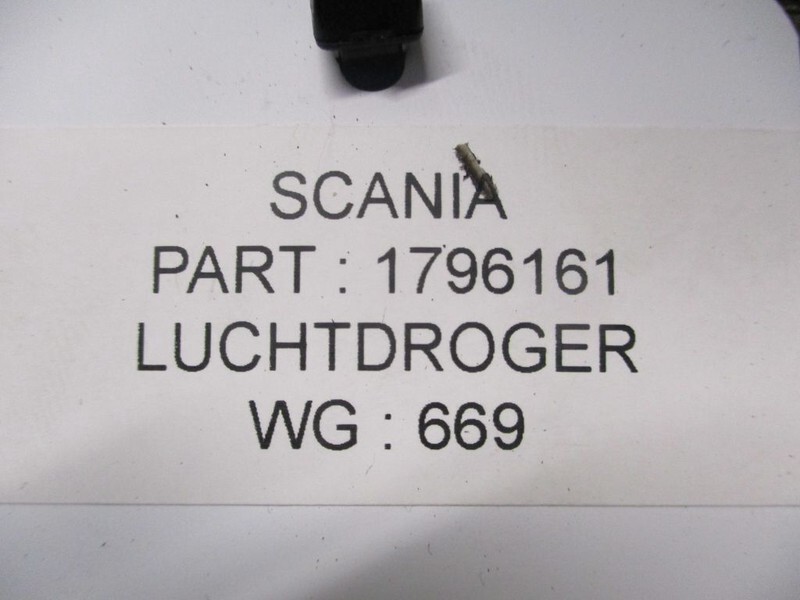 SCANIA
PART : 1796161
LUCHTDROGER
WG : 669